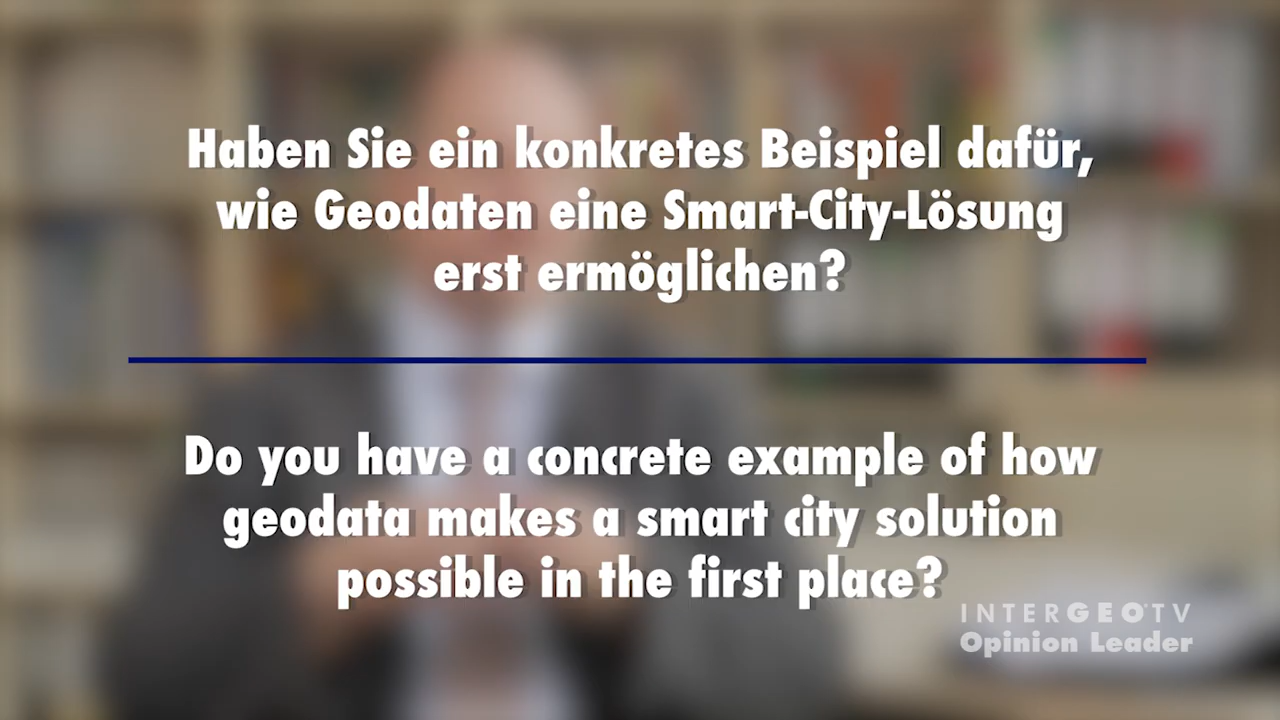 Haben Sie ein konkretes Beispiel dafür,
wie Geodaten eine Smart-City-Lösung
erst ermöglichen?
Do you have a concrete example of how
geodata makes a smart city solution
possible in the first place?
INTERGEO TV
Opinion Leader